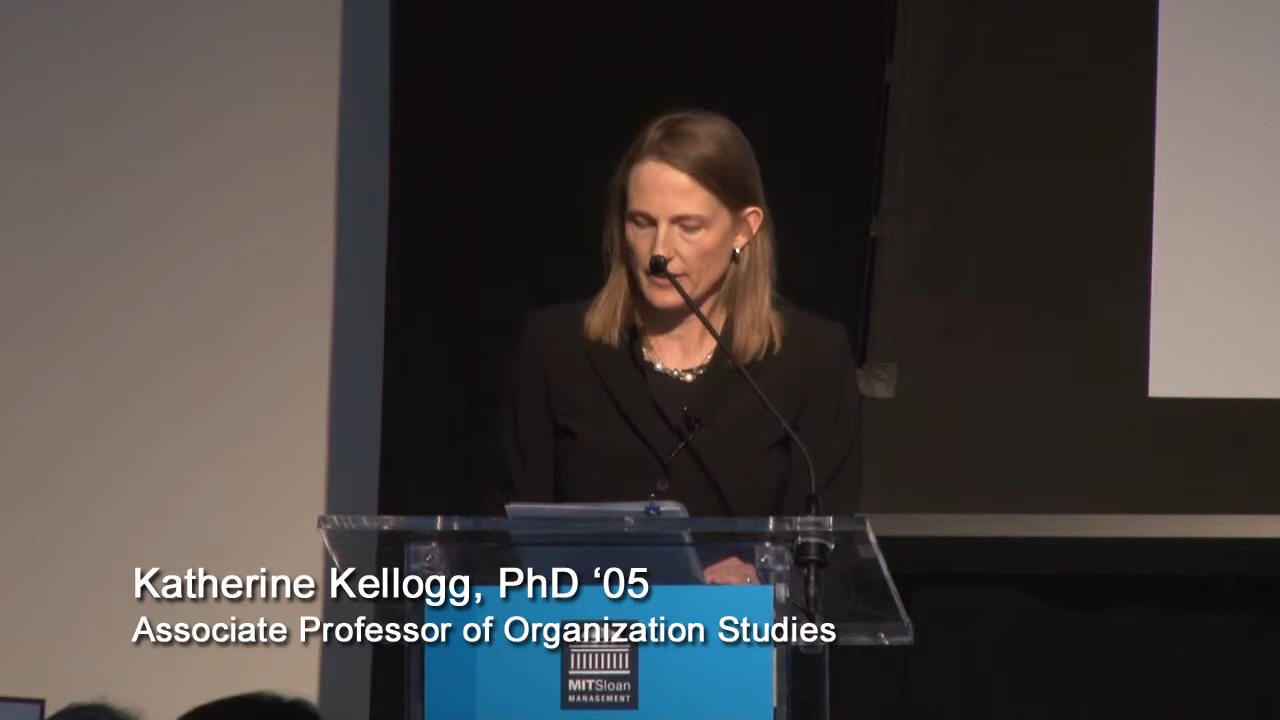 Katherine Kellogg, PhD ‘05
Associate Professor of Organization Studies
MITSloan
MANAGEMENT